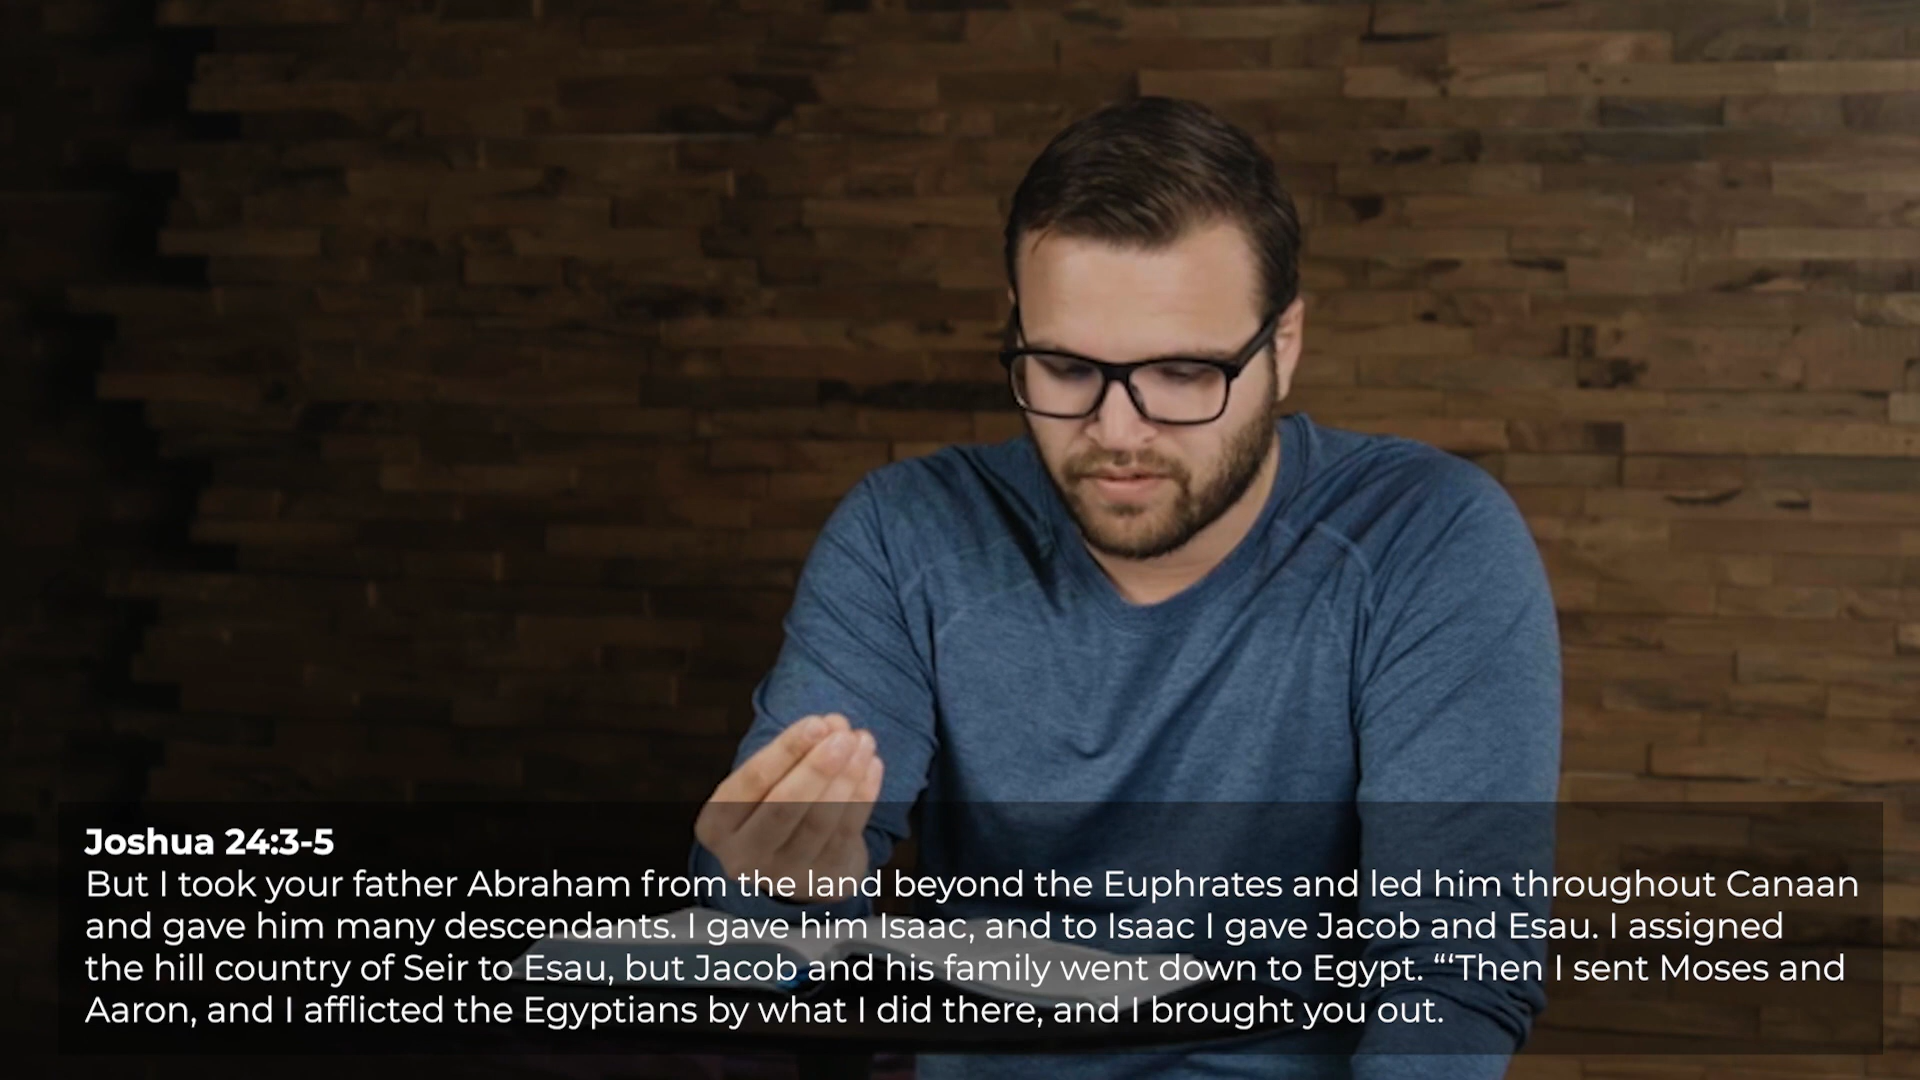 Joshua 24:3-5
But I took your father Abraham from the land beyond the Euphrates and led him throughout Canaan
and gave him many descendants. I gave him Isaac, and to Isaac I gave Jacob and Esau. I assigned
the hill country of Seir to Esau, but Jacob and his family went down to Egypt. “‘Then I sent Moses and
Aaron, and I afflicted the Egyptians by what I did there, and I brought you out.